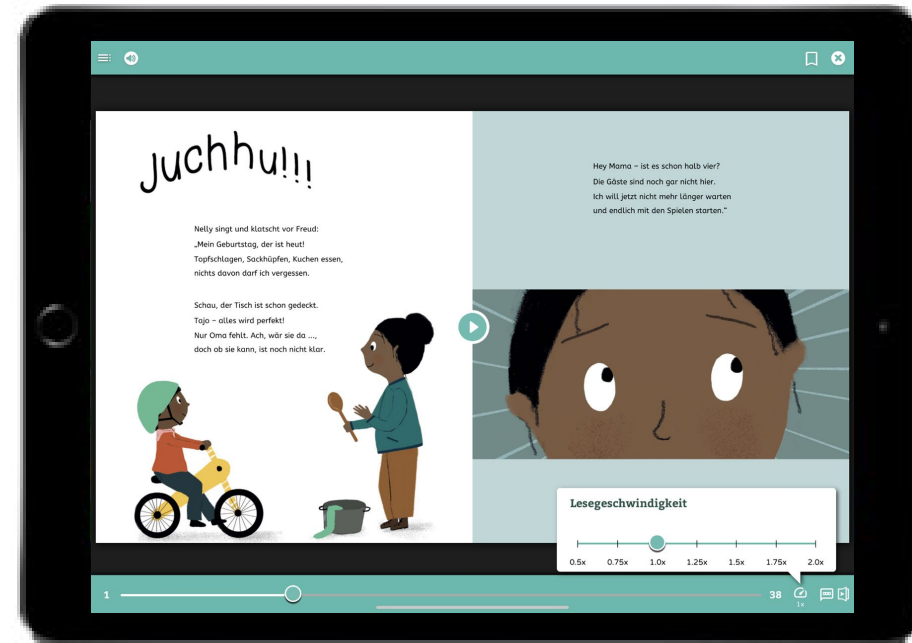 Juchhu!!!
Nelly singt und klatscht vor Freud:
„Mein Geburtstag, der ist heut!
Topfschlagen, Sackhüpfen, Kuchen essen,
nichts davon darf ich vergessen.
Schau, der Tisch ist schon gedeckt.
Tajo – alles wird perfekt!
Nur Oma fehlt. Ach, wär sie da ...,
doch ob sie kann, ist noch nicht klar.
Hey Mama – ist es schon halb vier?
Die Gäste sind noch gar nicht hier.
Ich will jetzt nicht mehr länger warten
und endlich mit den Spielen starten.“
Lesegeschwindigkeit
0.5x 0.75x 1.0x 1.25x 1.5x 1.75x 2.0x
1 38
1x